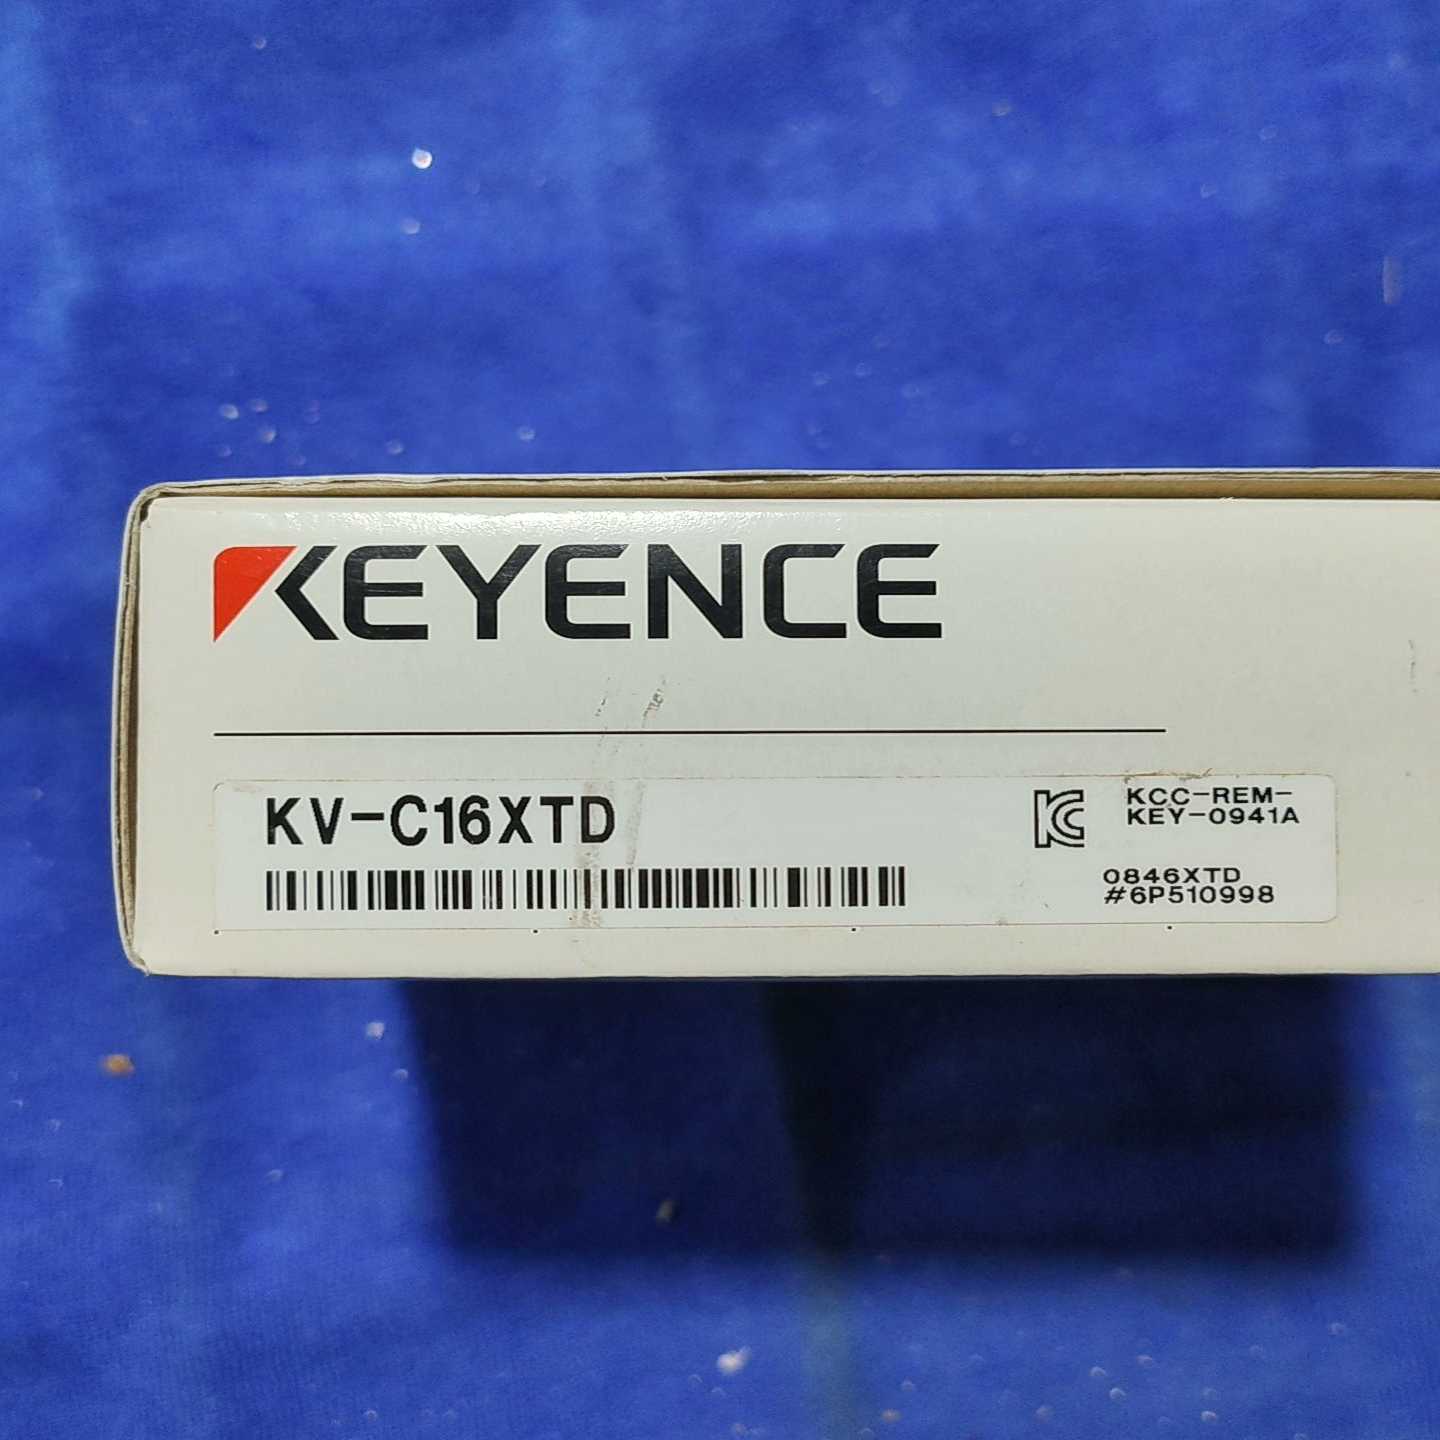 KEYENCE
KV-C16XTD
KCC-REM-
KEY-0941A
0846XTD
#6P510998